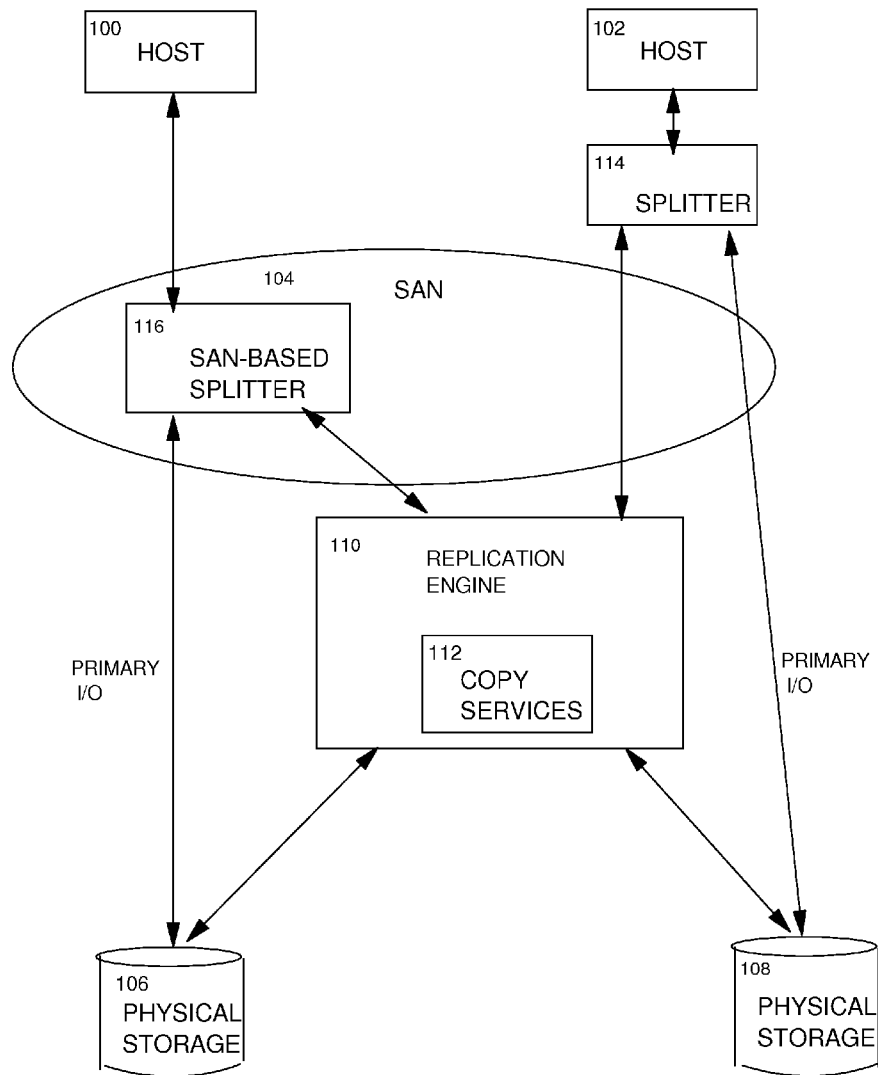 100
HOST
102
HOST
114
SPLITTER
104
SAN
116
SAN-BASED
SPLITTER
110
REPLICATION
ENGINE
112
COPY
SERVICES
PRIMARY
I/O
PRIMARY
I/O
106
PHYSICAL
STORAGE
108
PHYSICAL
STORAGE